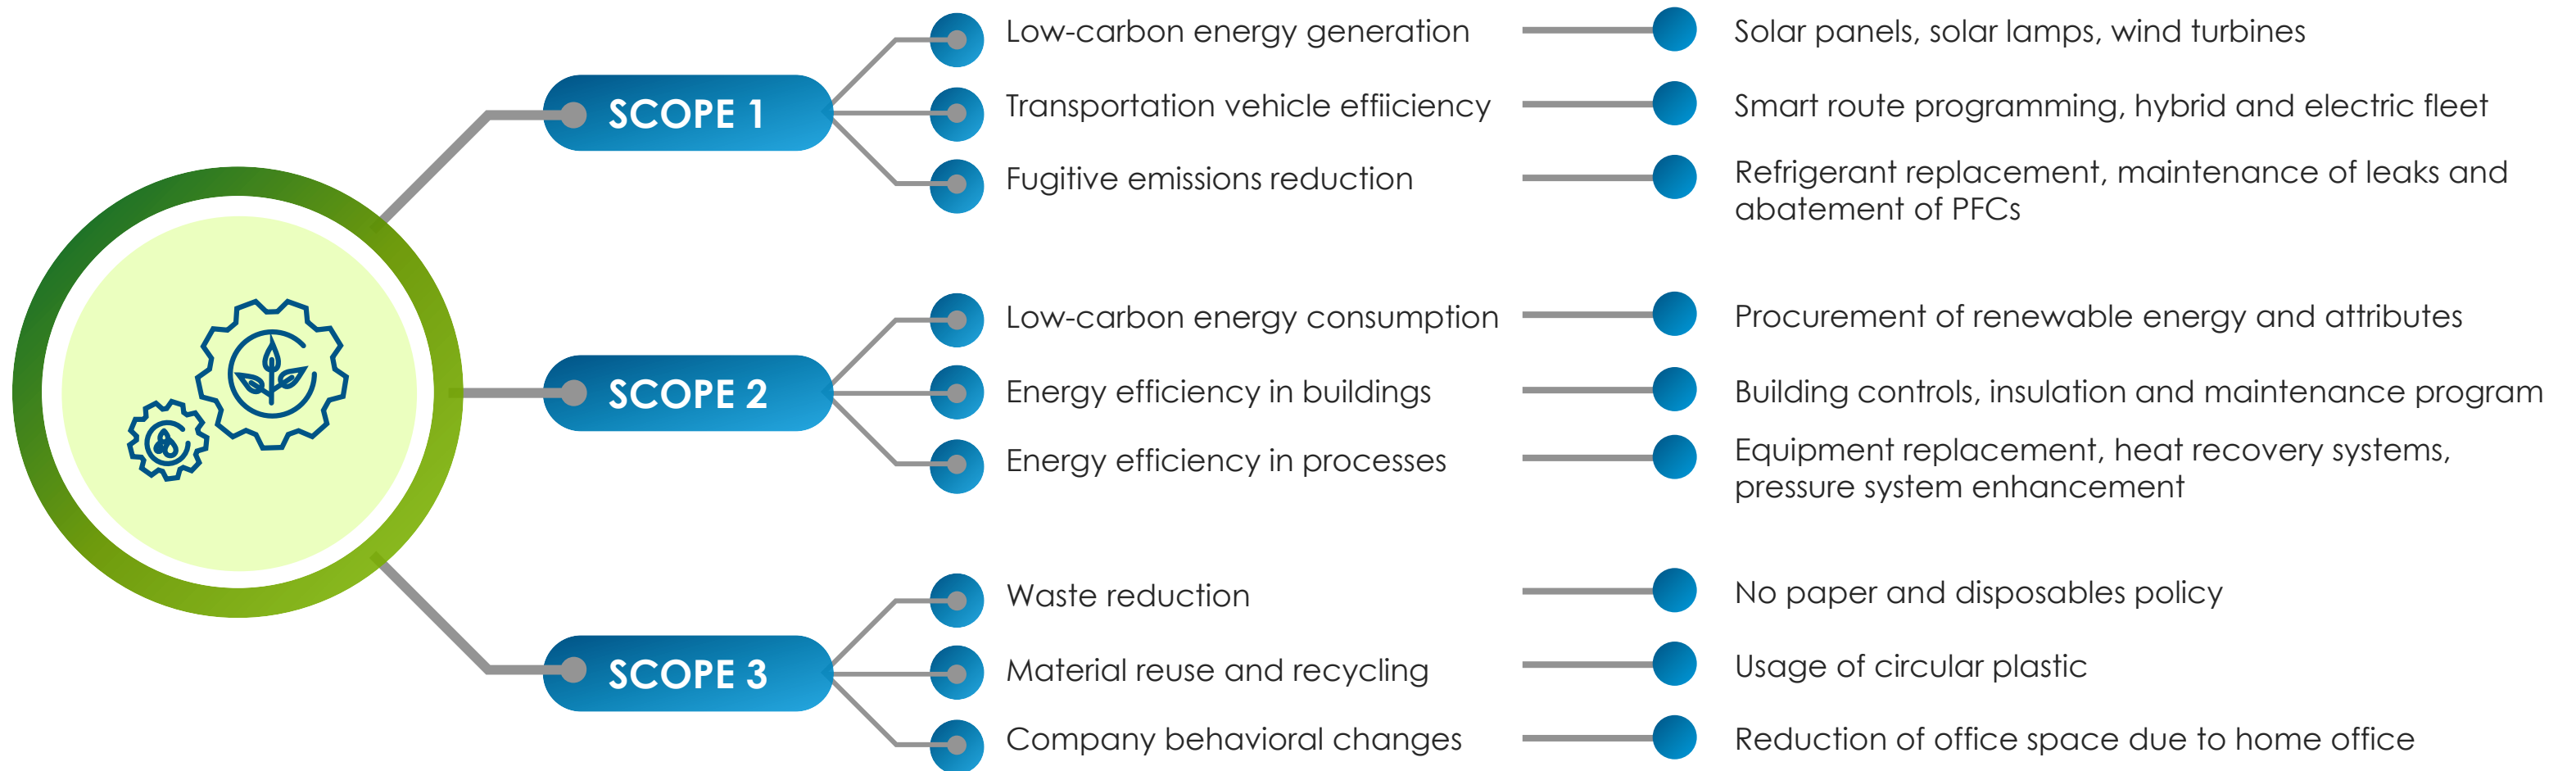 SCOPE 1
Low-carbon energy generation
Solar panels, solar lamps, wind turbines
Transportation vehicle effiiciency
Smart route programming, hybrid and electric fleet
Fugitive emissions reduction
Refrigerant replacement, maintenance of leaks and
abatement of PFCs
SCOPE 2
Low-carbon energy consumption
Procurement of renewable energy and attributes
Energy efficiency in buildings
Building controls, insulation and maintenance program
Energy efficiency in processes
Equipment replacement, heat recovery systems,
pressure system enhancement
SCOPE 3
Waste reduction
No paper and disposables policy
Material reuse and recycling
Usage of circular plastic
Company behavioral changes
Reduction of office space due to home office